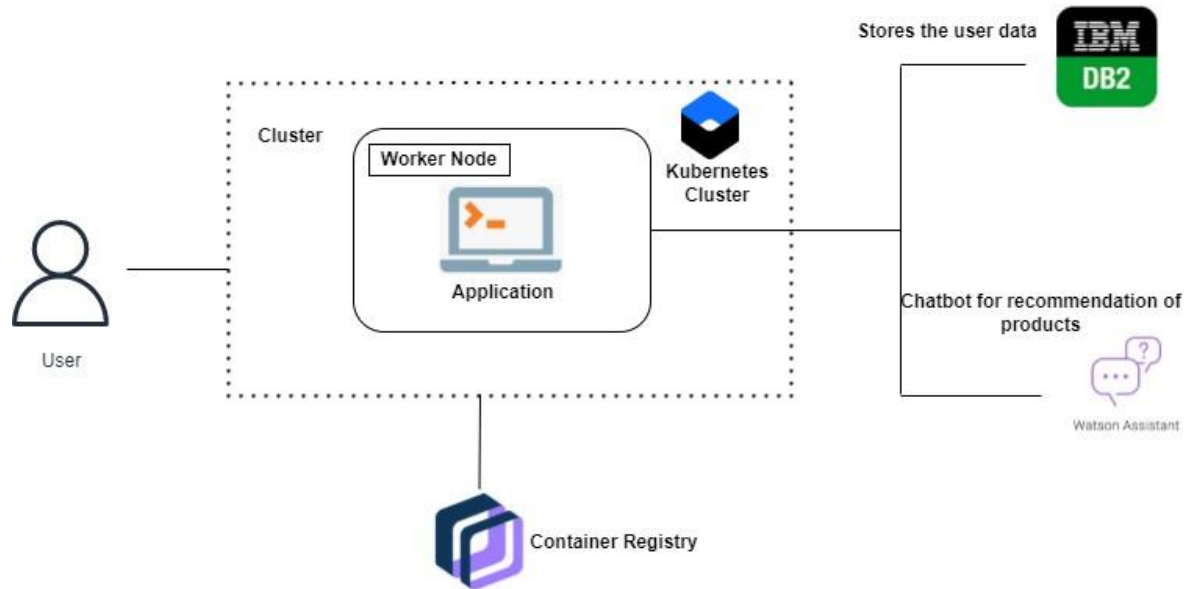 Stores the user data
IBM
DB2
Cluster
Worker Node
Kubernetes
Cluster
Application
User
Chatbot for recommendation of
products
?
Watson Assistant
Container Registry